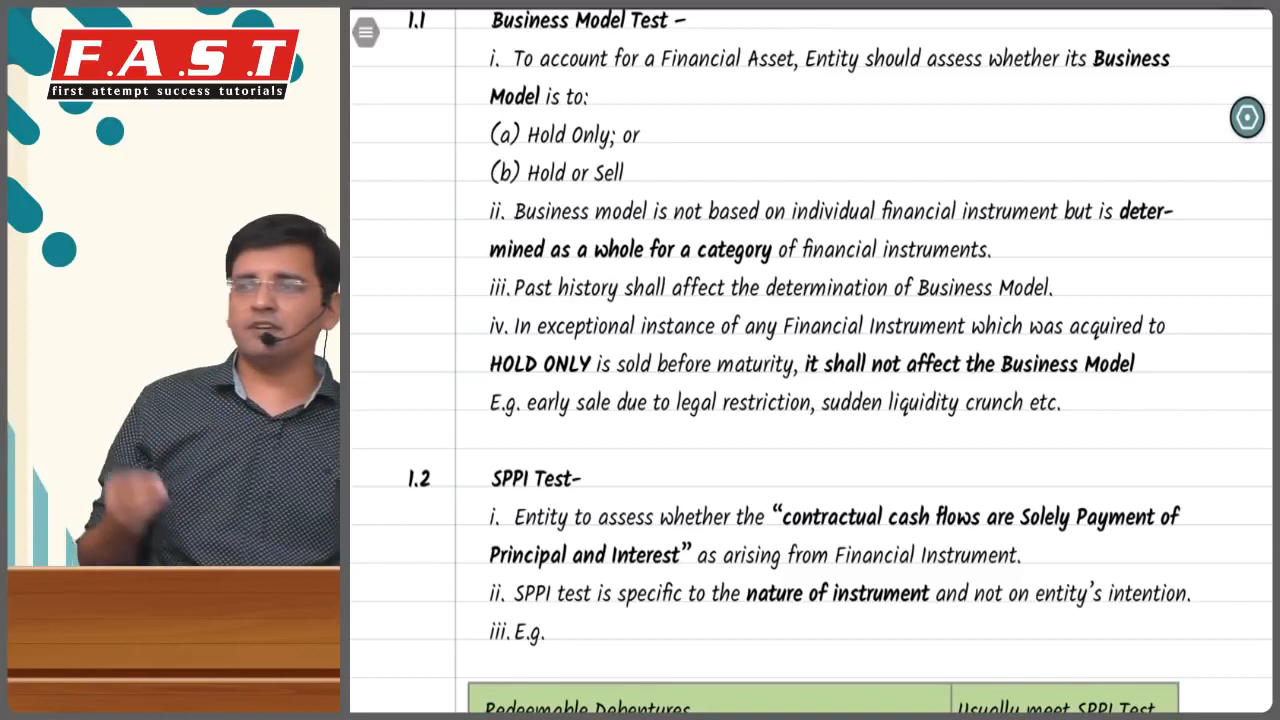 F.A.S.T
first attempt success tutorials
1.1 Business Model Test –
i. To account for a Financial Asset, Entity should assess whether its Business
Model is to:
(a) Hold Only; or
(b) Hold or Sell
ii. Business model is not based on individual financial instrument but is deter-
mined as a whole for a category of financial instruments.
iii. Past history shall affect the determination of Business Model.
iv. In exceptional instance of any Financial Instrument which was acquired to
HOLD ONLY is sold before maturity, it shall not affect the Business Model
E.g. early sale due to legal restriction, sudden liquidity crunch etc.
1.2 SPPI Test-
i. Entity to assess whether the “contractual cash flows are Solely Payment of
Principal and Interest” as arising from Financial Instrument.
ii. SPPI test is specific to the nature of instrument and not on entity’s intention.
iii. E.g.
Redeemable Debentures Usually meet SPPI Test